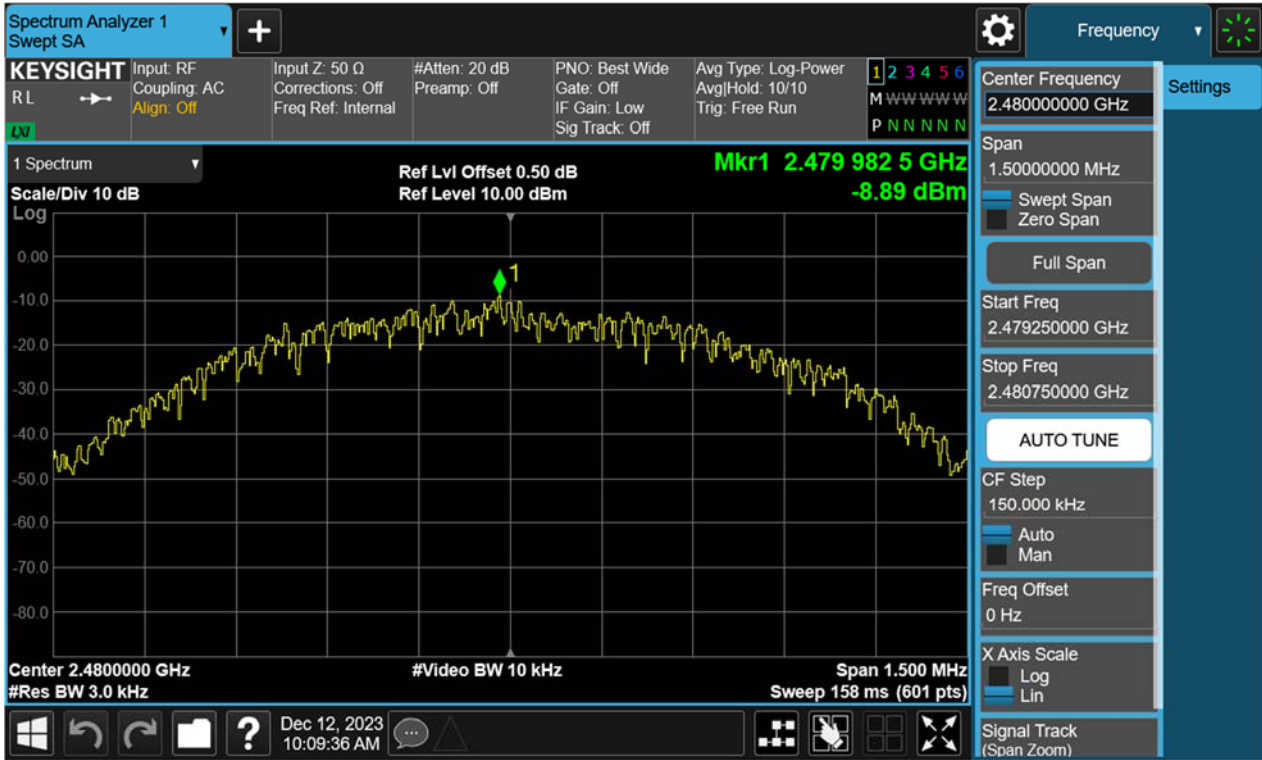 Spectrum Analyzer 1
Swept SA
+
Frequency
KEYSIGHT
RL
LXI
Input: RF
Coupling: AC
Align: Off
Input Z: 50 Ω
Corrections: Off
Freq Ref: Internal
#Atten: 20 dB
Preamp: Off
PNO: Best Wide
Gate: Off
IF Gain: Low
Sig Track: Off
Avg Type: Log-Power
Avg|Hold: 10/10
Trig: Free Run
1 2 3 4 5 6
M W W W W W
P N N N N N
1 Spectrum
Scale/Div 10 dB
Log
Ref Lvl Offset 0.50 dB
Ref Level 10.00 dBm
Mkr1 2.479 982 5 GHz
-8.89 dBm
1
0.00
-10.0
-20.0
-30.0
-40.0
-50.0
-60.0
-70.0
-80.0
Center 2.4800000 GHz
#Res BW 3.0 kHz
#Video BW 10 kHz
Span 1.500 MHz
Sweep 158 ms (601 pts)
?
Dec 12, 2023
10:09:36 AM
Center Frequency
2.480000000 GHz
Span
1.50000000 MHz
Swept Span
Zero Span
Full Span
Start Freq
2.479250000 GHz
Stop Freq
2.480750000 GHz
AUTO TUNE
CF Step
150.000 kHz
Auto
Man
Freq Offset
0 Hz
X Axis Scale
Log
Lin
Signal Track
(Span Zoom)
Settings